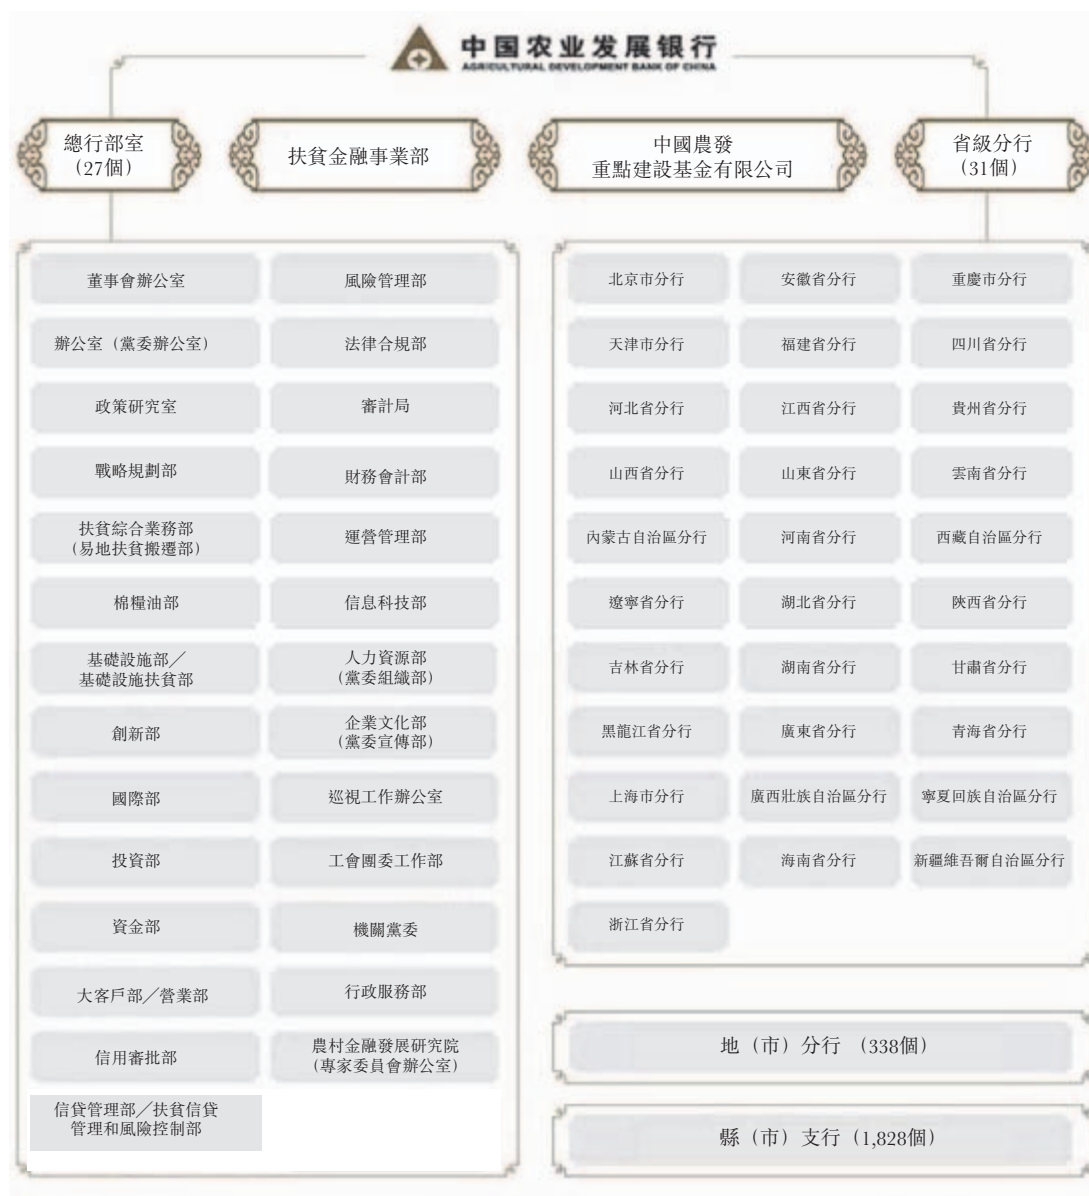 中国农业发展银行
AGRICULTURAL DEVELOPMENT BANK OF CHINA
總行部室
(27個)
扶貧金融事業部
中國農發
重點建設基金有限公司
省級分行
(31個)
董事會辦公室
辦公室（黨委辦公室）
政策研究室
戰略規劃部
扶貧綜合業務部
(易地扶貧搬遷部)
棉糧油部
基礎設施部／
基礎設施扶貧部
創新部
國際部
投資部
資金部
大客戶部／營業部
信用審批部
信貸管理部／扶貧信貸
管理和風險控制部
風險管理部
法律合規部
審計局
財務會計部
運營管理部
信息科技部
人力資源部
(黨委組織部)
企業文化部
(黨委宣傳部)
巡視工作辦公室
工會團委工作部
機關黨委
行政服務部
農村金融發展研究院
(專家委員會辦公室)
北京市分行
天津市分行
河北省分行
山西省分行
內蒙古自治區分行
遼寧省分行
吉林省分行
黑龍江省分行
上海市分行
江蘇省分行
浙江省分行
安徽省分行
福建省分行
江西省分行
山東省分行
河南省分行
湖北省分行
湖南省分行
廣東省分行
廣西壯族自治區分行
海南省分行
重慶市分行
四川省分行
貴州省分行
雲南省分行
西藏自治區分行
陝西省分行
甘肅省分行
青海省分行
寧夏回族自治區分行
新疆維吾爾自治區分行
地（市）分行 （338個）
縣（市）支行（1,828個）